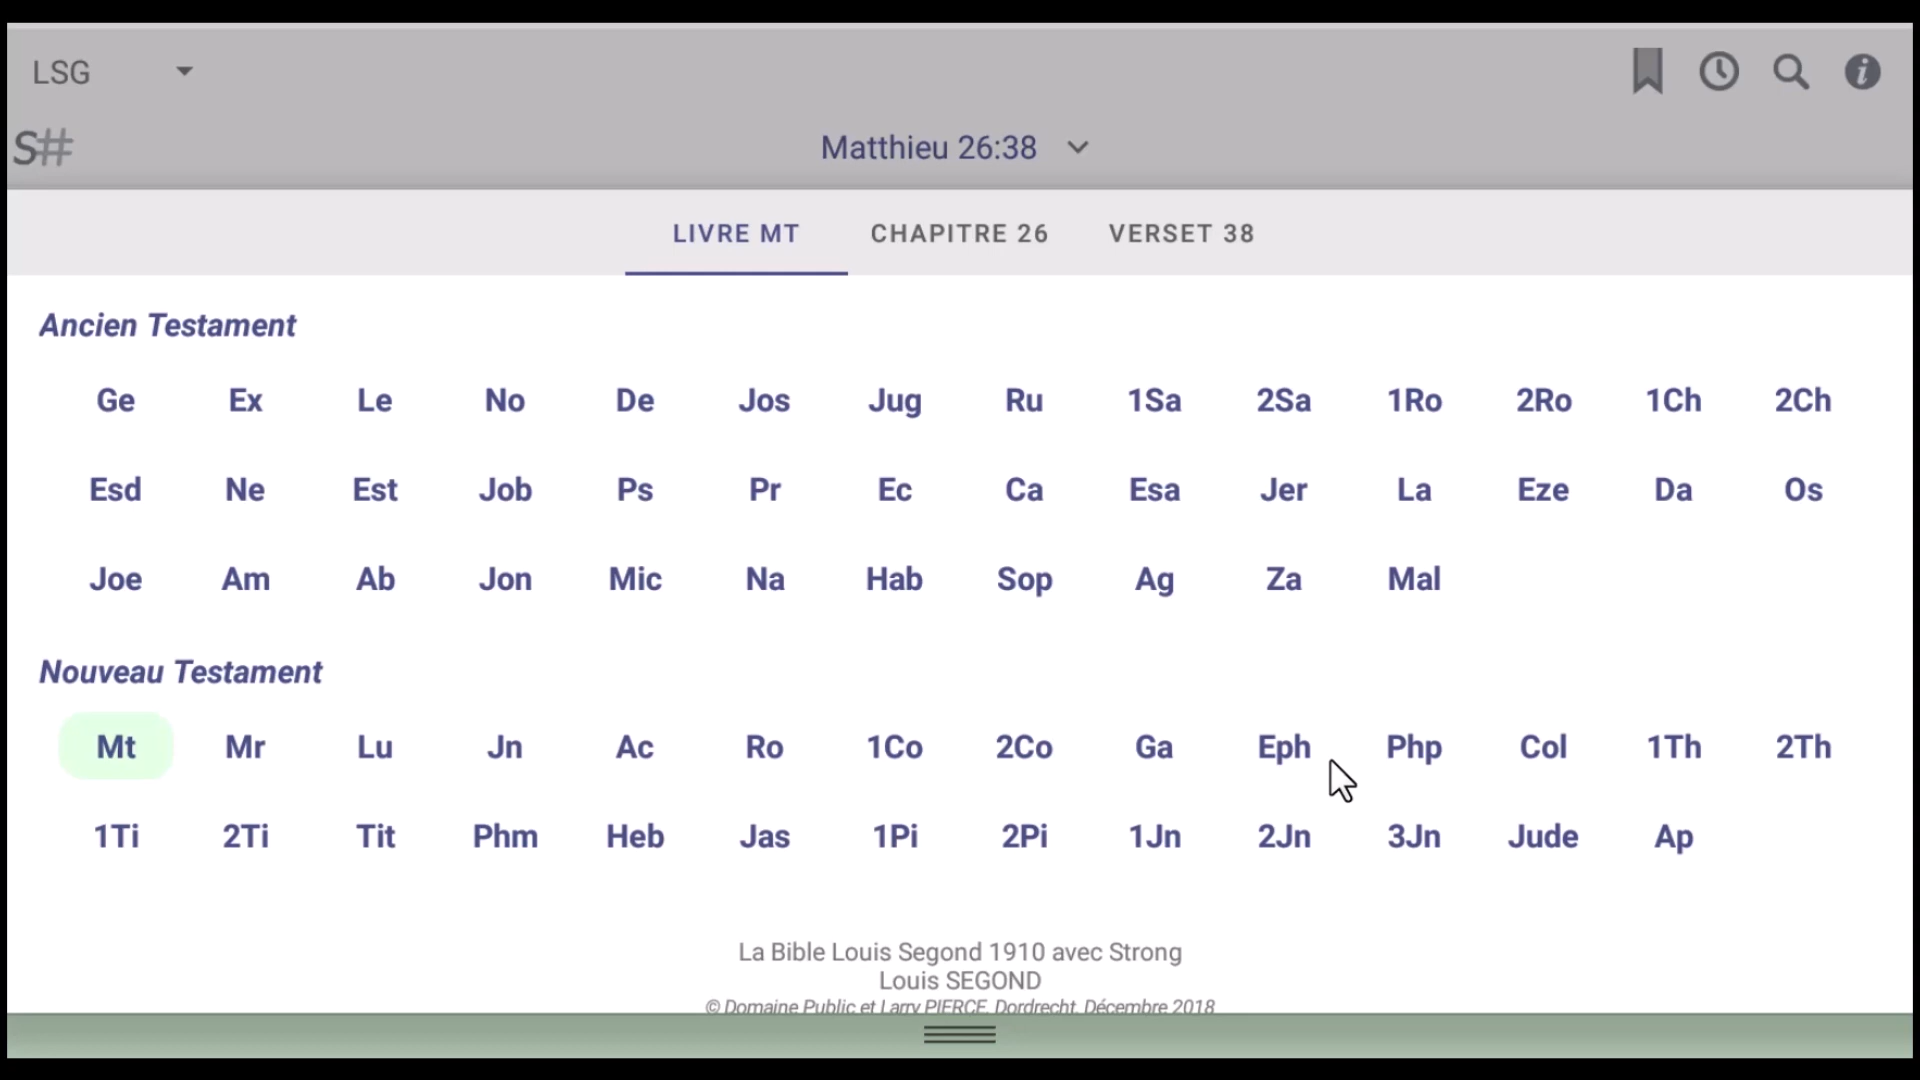 LSG
S#
Matthieu 26:38
LIVRE MT CHAPITRE 26 VERSET 38
Ancien Testament
Ge Ex Le No De Jos Jug Ru 1Sa 2Sa 1Ro 2Ro 1Ch 2Ch
Esd Ne Est Job Ps Pr Ec Ca Esa Jer La Eze Da Os
Joe Am Ab Jon Mic Na Hab Sop Ag Za Mal
Nouveau Testament
Mt Mr Lu Jn Ac Ro 1Co 2Co Ga Eph Php Col 1Th 2Th
1Ti 2Ti Tit Phm Heb Jas 1Pi 2Pi 1Jn 2Jn 3Jn Jude Ap
La Bible Louis Segond 1910 avec Strong
Louis SEGOND
© Domaine Public et Larry PIERCE, Dordrecht, Décembre 2018